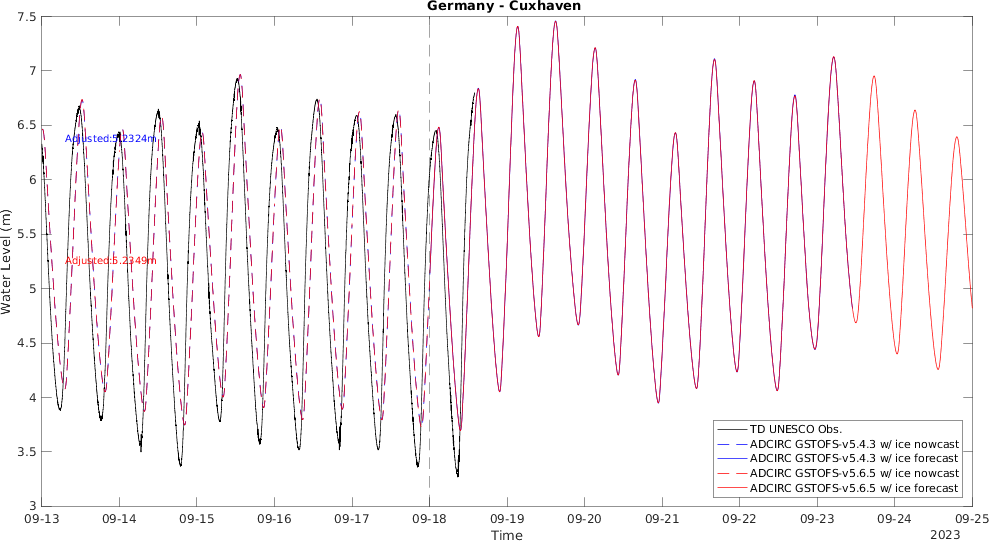 Germany - Cuxhaven
7.5
7
6.5
6
5.5
5
4.5
4
3.5
3
Water Level (m)
Adjusted:5.2324m
Adjusted:5.2349m
TD UNESCO Obs.
ADCIRC GSTOFS-v5.4.3 w/ ice nowcast
ADCIRC GSTOFS-v5.4.3 w/ ice forecast
ADCIRC GSTOFS-v5.6.5 w/ ice nowcast
ADCIRC GSTOFS-v5.6.5 w/ ice forecast
09-13 09-14 09-15 09-16 09-17 09-18 09-19 09-20 09-21 09-22 09-23 09-24 09-25
Time
2023